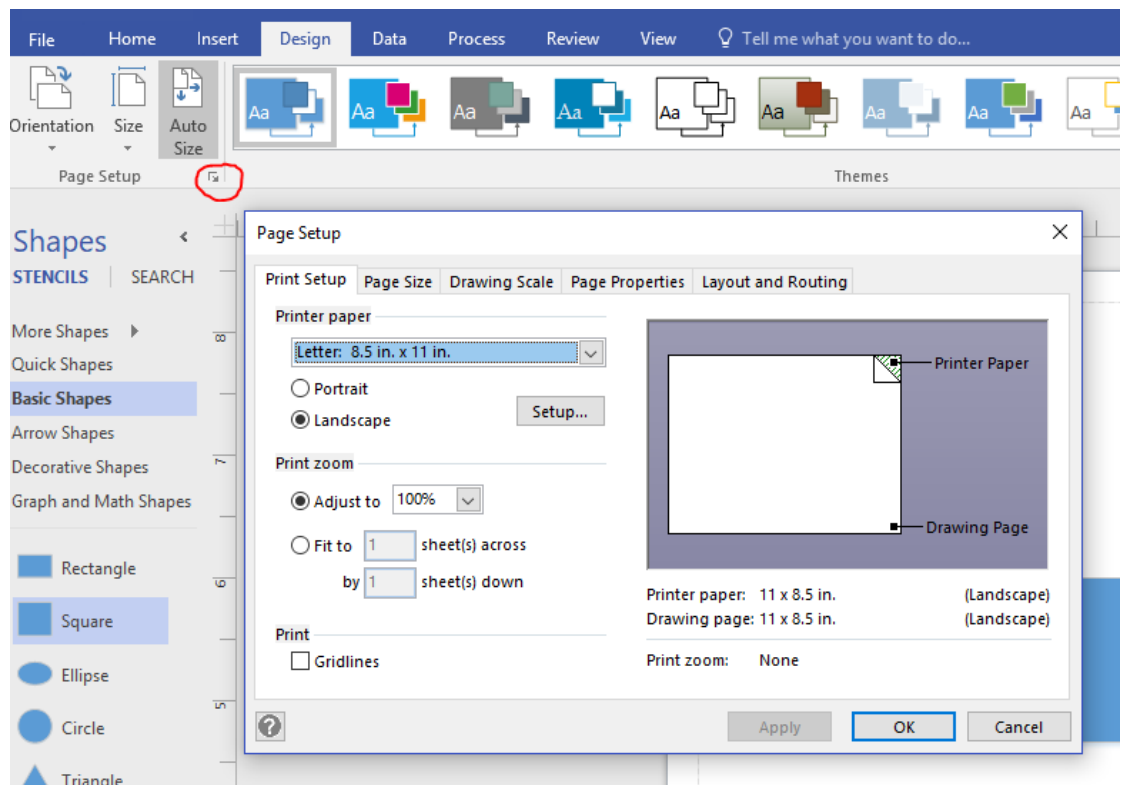 File Home Insert Design Data Process Review View Tell me what you want to do...
Orientation Size Auto Size
Aa Aa Aa Aa Aa Aa Aa Aa Aa
Page Setup Themes
Shapes
STENCILS SEARCH
More Shapes
Quick Shapes
Basic Shapes
Arrow Shapes
Decorative Shapes
Graph and Math Shapes
Rectangle
Square
Ellipse
Circle
Triangle
8
7
6
5
Page Setup
Print Setup Page Size Drawing Scale Page Properties Layout and Routing
Printer paper
Letter: 8.5 in. x 11 in.
Portrait
Landscape
Setup...
Print zoom
Adjust to 100%
Fit to 1 sheet(s) across
by 1 sheet(s) down
Print
Gridlines
Printer Paper
Drawing Page
Printer paper: 11 x 8.5 in. (Landscape)
Drawing page: 11 x 8.5 in. (Landscape)
Print zoom: None
? Apply OK Cancel